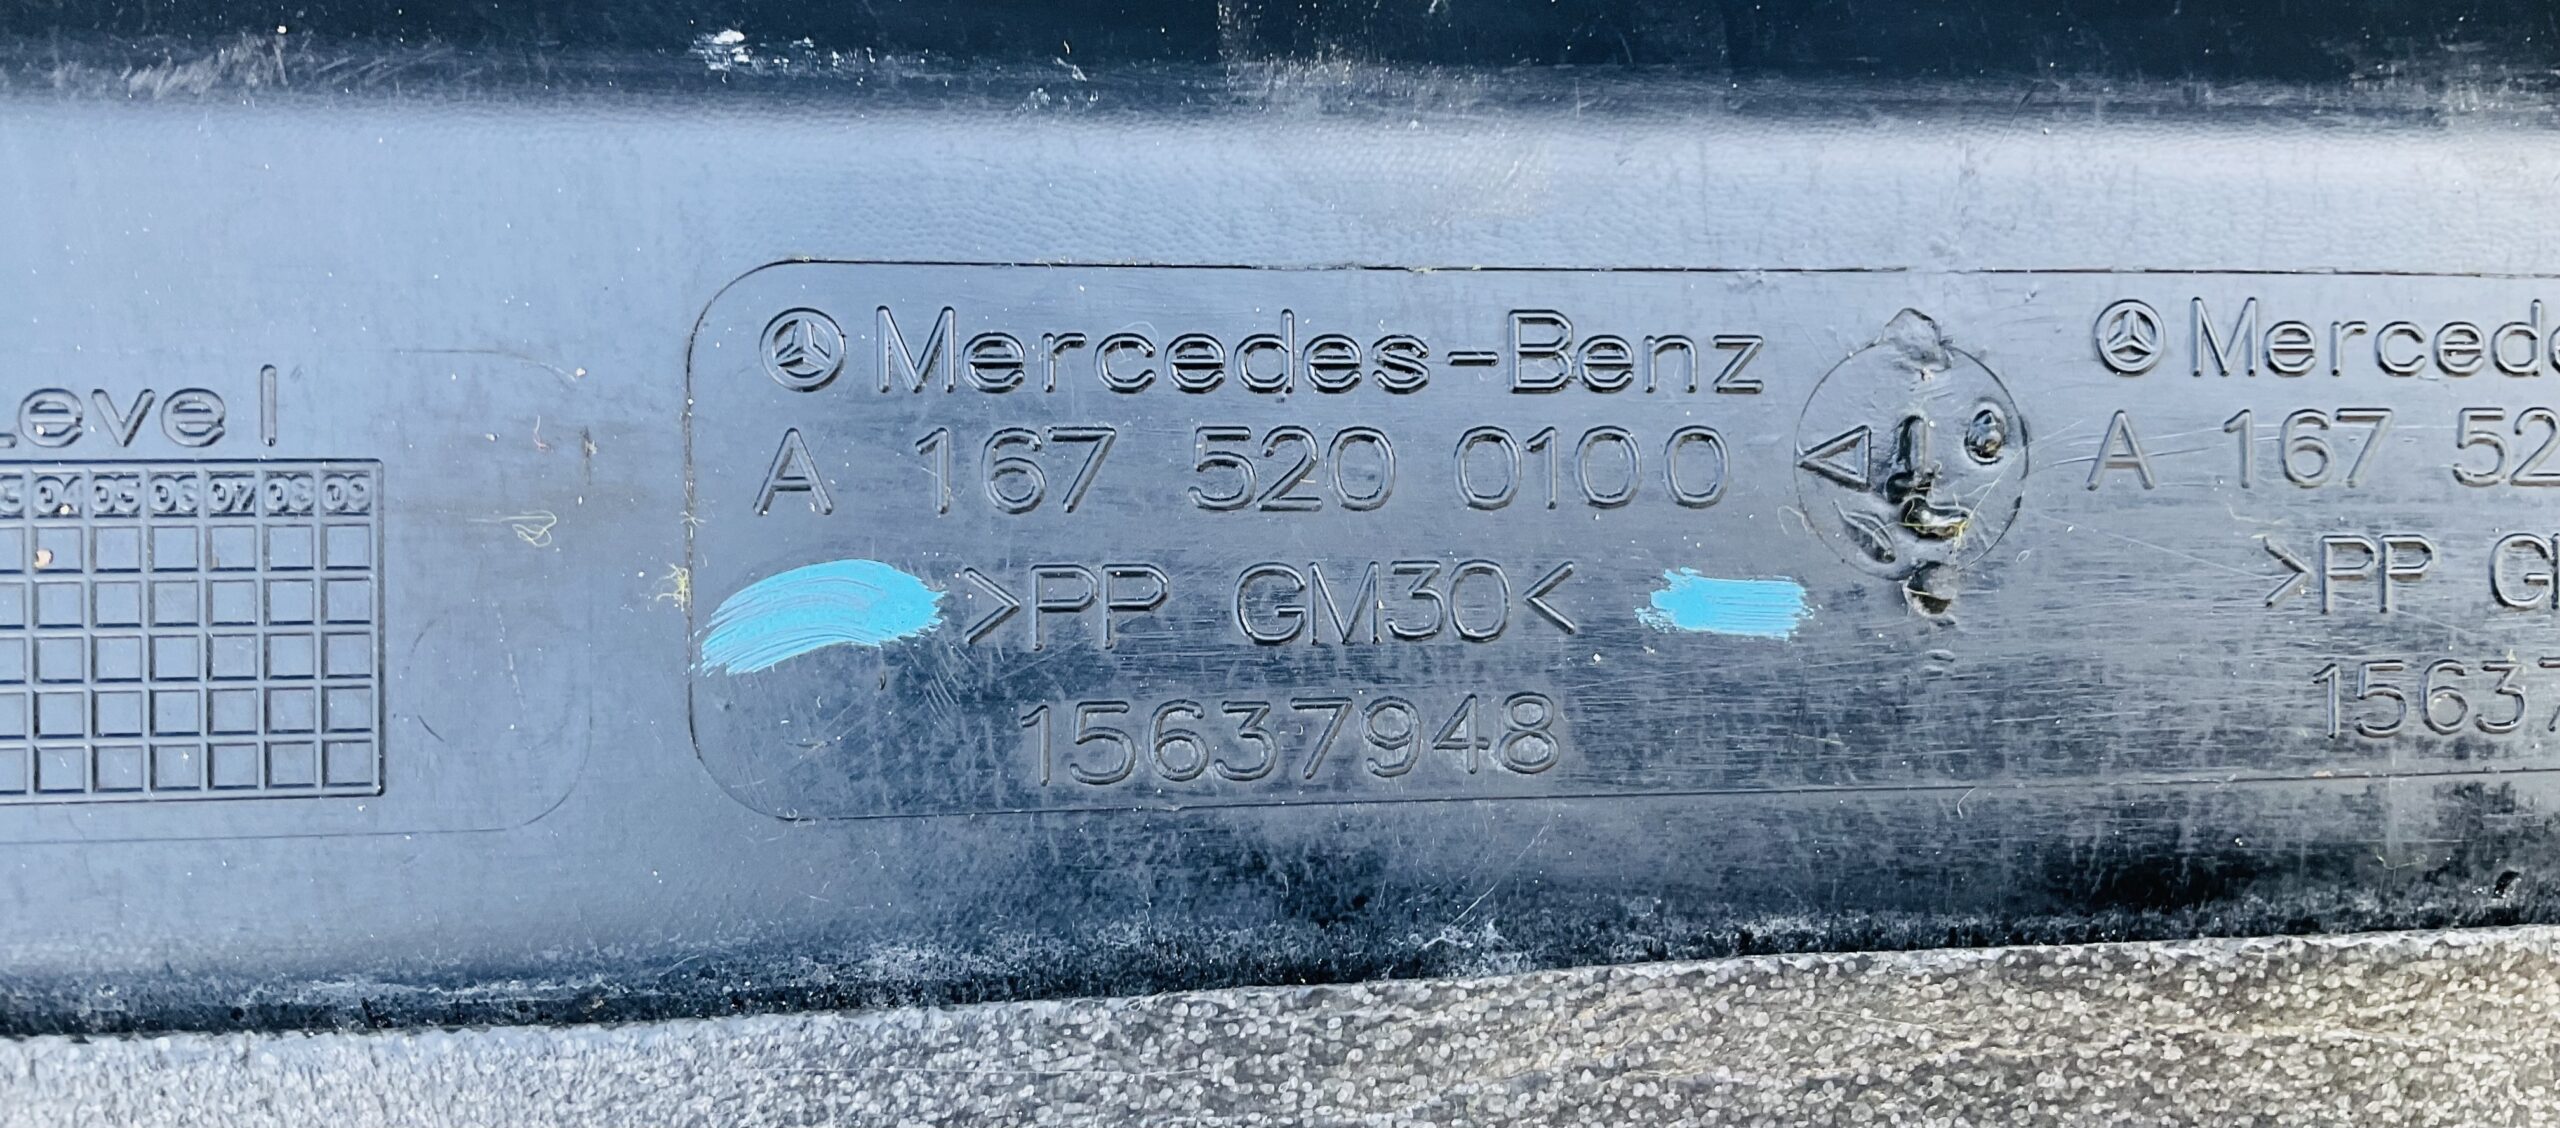 Level
04 05 06 07 08 09
Mercedes-Benz
A 167 520 0100
>PP GM30<
15637948
Merced
A 167 52
>PP G
1563